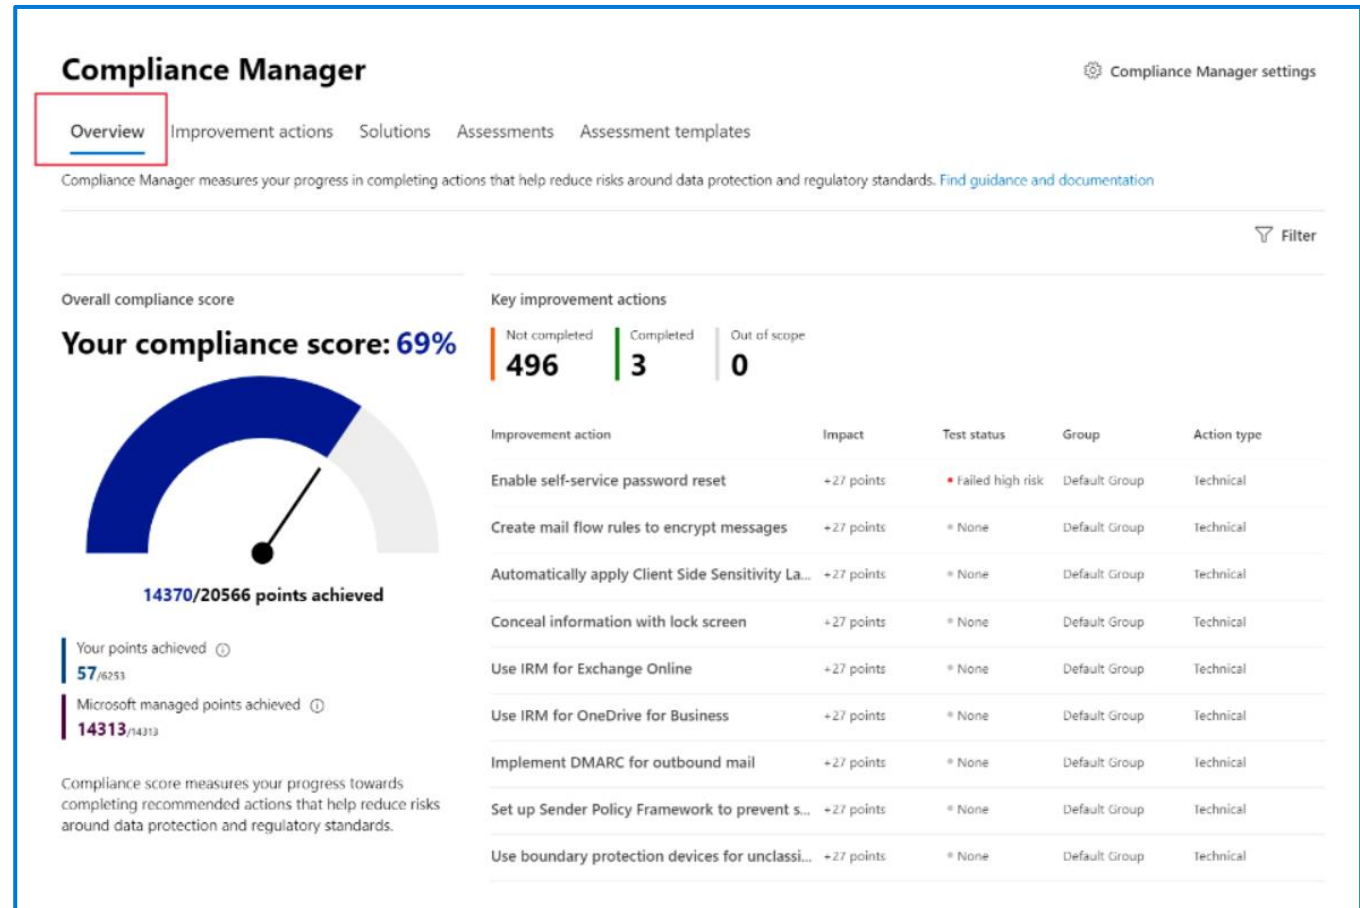 Compliance Manager
Compliance Manager settings
Overview Improvement actions Solutions Assessments Assessment templates
Compliance Manager measures your progress in completing actions that help reduce risks around data protection and regulatory standards. Find guidance and documentation
Filter
Overall compliance score
Your compliance score: 69%
14370/20566 points achieved
Your points achieved
57/6253
Microsoft managed points achieved
14313/14313
Compliance score measures your progress towards
completing recommended actions that help reduce risks
around data protection and regulatory standards.
Key improvement actions
Not completed Completed Out of scope
496 3 0
Improvement action Impact Test status Group Action type
Enable self-service password reset +27 points Failed high risk Default Group Technical
Create mail flow rules to encrypt messages +27 points None Default Group Technical
Automatically apply Client Side Sensitivity La... +27 points None Default Group Technical
Conceal information with lock screen +27 points None Default Group Technical
Use IRM for Exchange Online +27 points None Default Group Technical
Use IRM for OneDrive for Business +27 points None Default Group Technical
Implement DMARC for outbound mail +27 points None Default Group Technical
Set up Sender Policy Framework to prevent s... +27 points None Default Group Technical
Use boundary protection devices for unclassi... +27 points None Default Group Technical